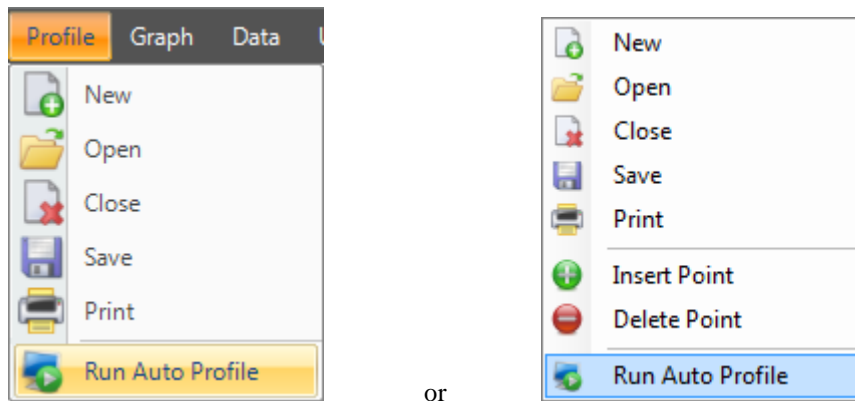 Profile Graph Data
New
Open
Close
Save
Print
Run Auto Profile
or
New
Open
Close
Save
Print
Insert Point
Delete Point
Run Auto Profile